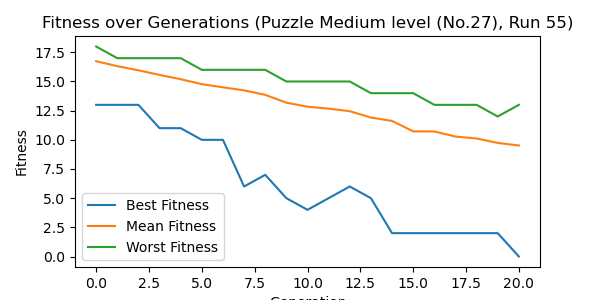 Fitness over Generations (Puzzle Medium level (No.27), Run 55)
17.5
15.0
12.5
10.0
7.5
5.0
2.5
0.0
Fitness
Best Fitness
Mean Fitness
Worst Fitness
0.0 2.5 5.0 7.5 10.0 12.5 15.0 17.5 20.0
Generation